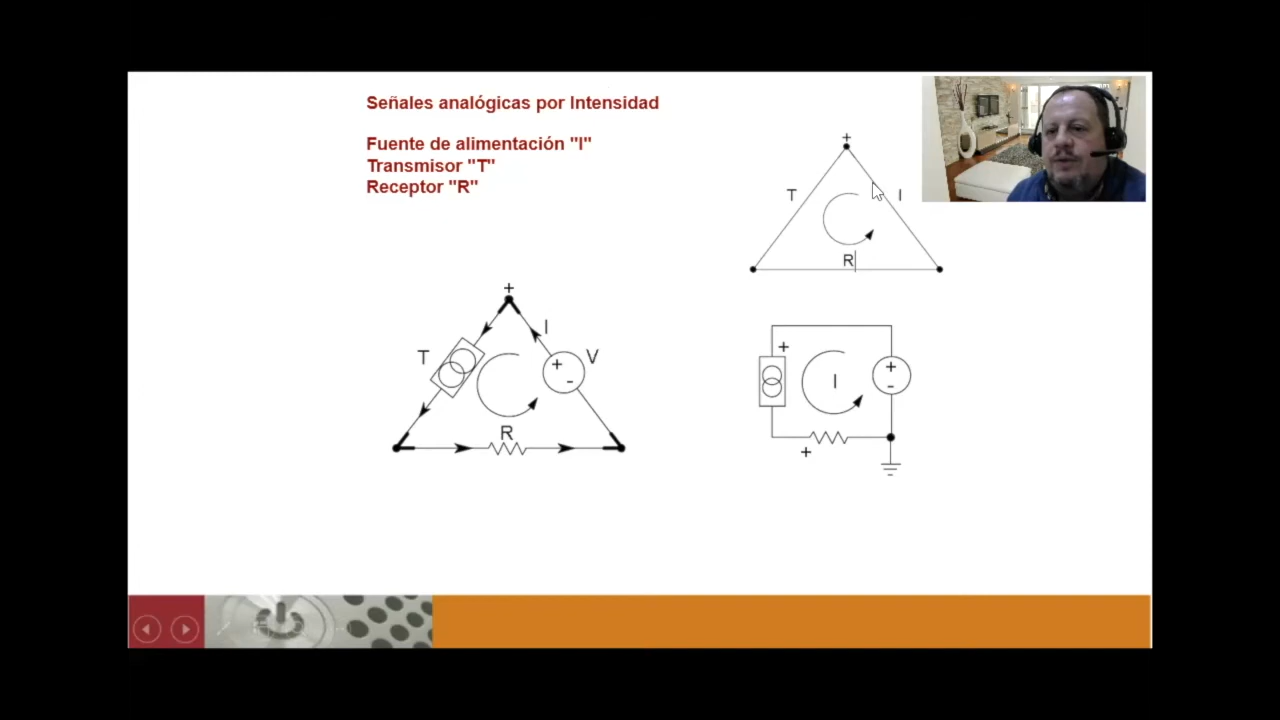 Señales analógicas por Intensidad
Fuente de alimentación "I"
Transmisor "T"
Receptor "R"
+
T
I
R
+
I
T
+
-
V
R
+
+
-
I
+